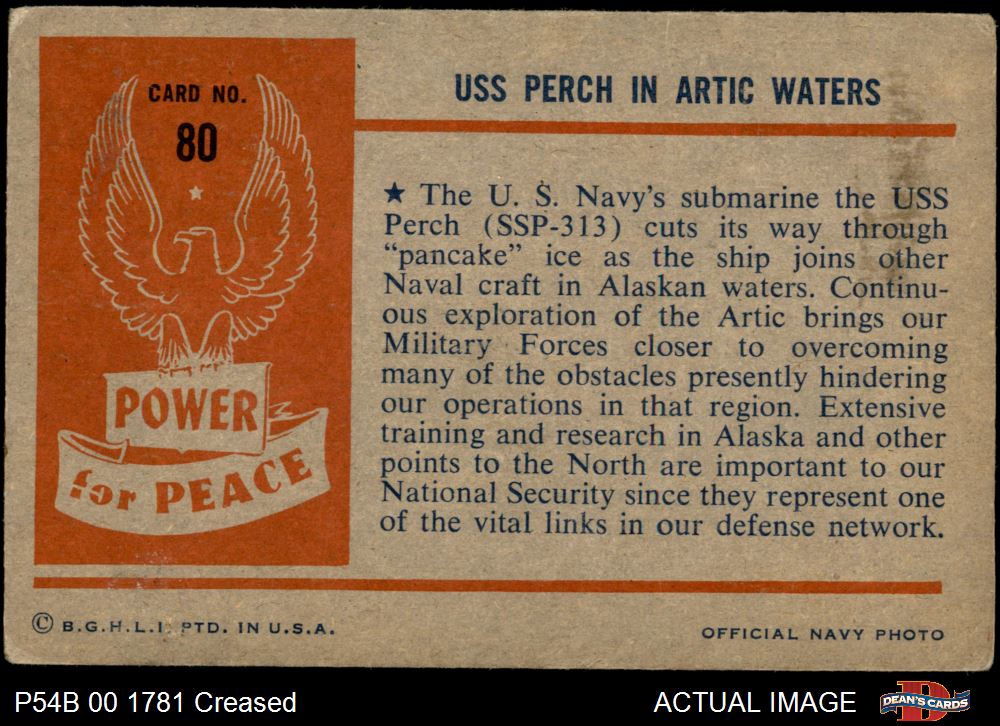 CARD NO.
80
POWER
for PEACE
USS PERCH IN ARTIC WATERS
★ The U. S. Navy's submarine the USS
Perch (SSP-313) cuts its way through
“pancake” ice as the ship joins other
Naval craft in Alaskan waters. Continu-
ous exploration of the Artic brings our
Military Forces closer to overcoming
many of the obstacles presently hindering
our operations in that region. Extensive
training and research in Alaska and other
points to the North are important to our
National Security since they represent one
of the vital links in our defense network.
© B.G.H.L.I. PTD. IN U.S.A.
OFFICIAL NAVY PHOTO
P54B 00 1781 Creased
ACTUAL IMAGE
D
DEAN'S CARDS